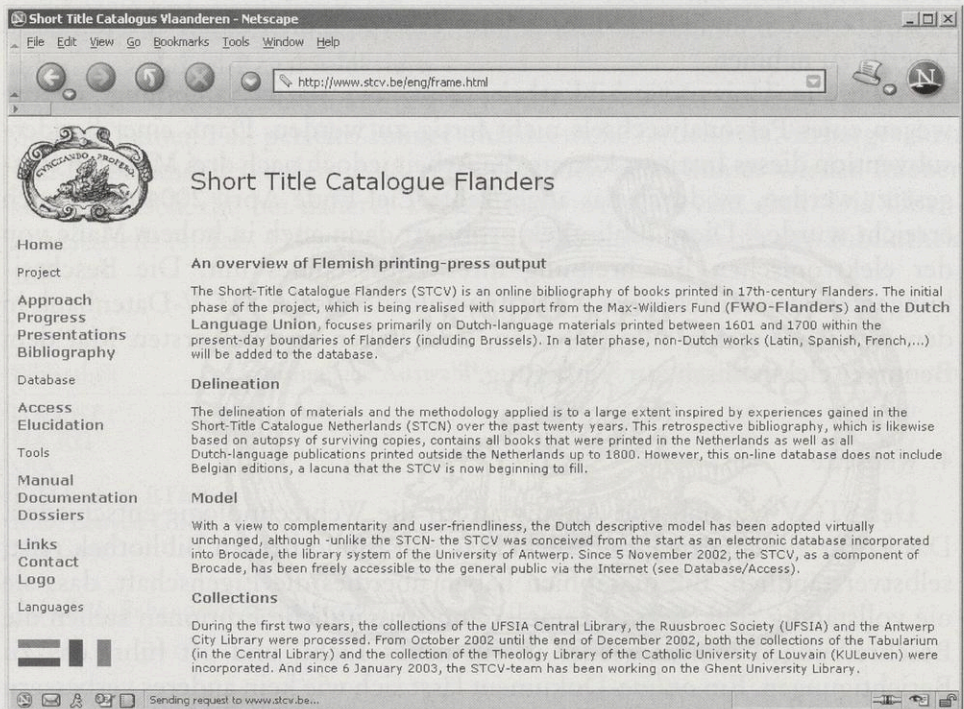 Short Title Catalogus Vlaanderen - Netscape
File Edit View Go Bookmarks Tools Window Help
http://www.stcv.be/eng/frame.html
N
CVNCTANDO PROPERA
Short Title Catalogue Flanders
Home
Project
Approach
Progress
Presentations
Bibliography
Database
Access
Elucidation
Tools
Manual
Documentation
Dossiers
Links
Contact
Logo
Languages
An overview of Flemish printing-press output
The Short-Title Catalogue Flanders (STCV) is an online bibliography of books printed in 17th-century Flanders. The initial
phase of the project, which is being realised with support from the Max-Wildiers Fund (FWO-Flanders) and the Dutch
Language Union, focuses primarily on Dutch-language materials printed between 1601 and 1700 within the
present-day boundaries of Flanders (including Brussels). In a later phase, non-Dutch works (Latin, Spanish, French,...)
will be added to the database.
Delineation
The delineation of materials and the methodology applied is to a large extent inspired by experiences gained in the
Short-Title Catalogue Netherlands (STCN) over the past twenty years. This retrospective bibliography, which is likewise
based on autopsy of surviving copies, contains all books that were printed in the Netherlands as well as all
Dutch-language publications printed outside the Netherlands up to 1800. However, this on-line database does not include
Belgian editions, a lacuna that the STCV is now beginning to fill.
Model
With a view to complementarity and user-friendliness, the Dutch descriptive model has been adopted virtually
unchanged, although -unlike the STCN- the STCV was conceived from the start as an electronic database incorporated
into Brocade, the library system of the University of Antwerp. Since 5 November 2002, the STCV, as a component of
Brocade, has been freely accessible to the general public via the Internet (see Database/Access).
Collections
During the first two years, the collections of the UFSIA Central Library, the Ruusbroec Society (UFSIA) and the Antwerp
City Library were processed. From October 2002 until the end of December 2002, both the collections of the Tabularium
(in the Central Library) and the collection of the Theology Library of the Catholic University of Louvain (KULeuven) were
incorporated. And since 6 January 2003, the STCV-team has been working on the Ghent University Library.
Sending request to www.stcv.be...